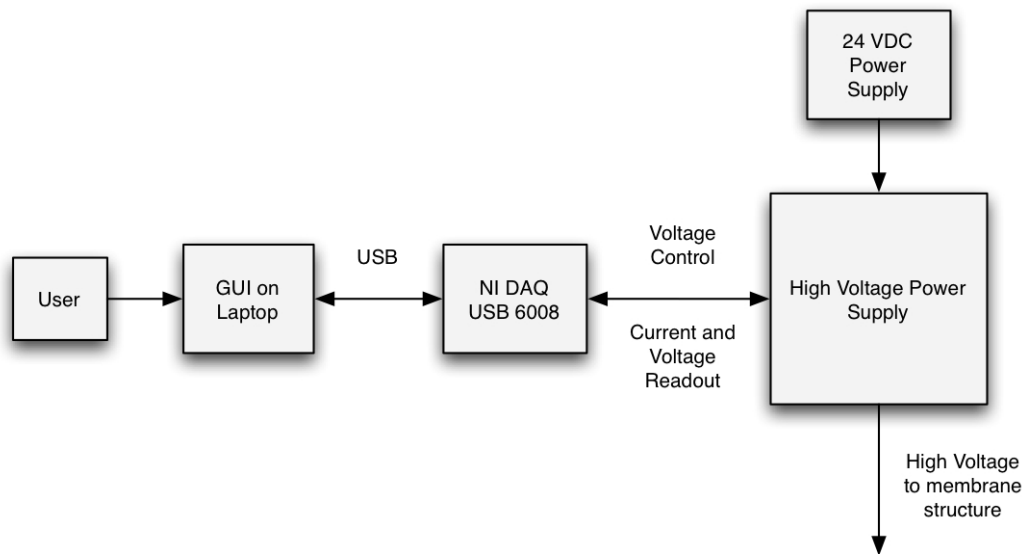 24 VDC
Power
Supply
User
GUI on
Laptop
USB
NI DAQ
USB 6008
Voltage
Control
Current and
Voltage
Readout
High Voltage Power
Supply
High Voltage
to membrane
structure